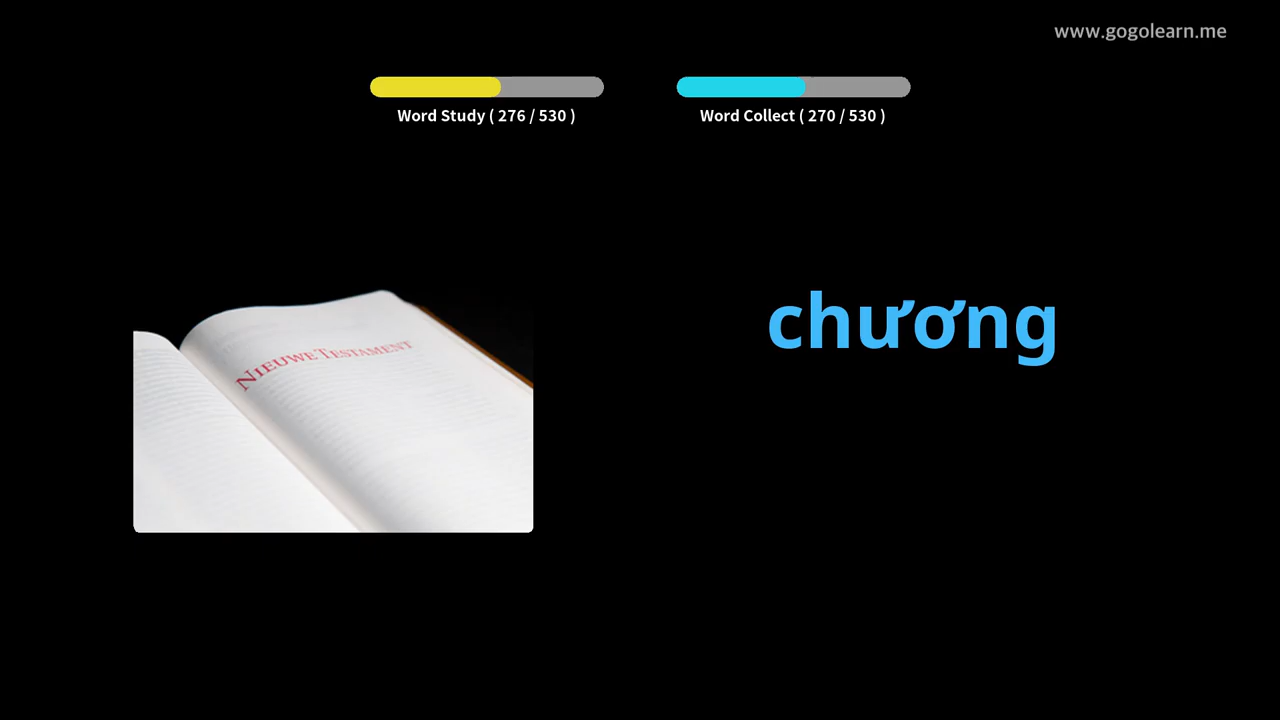 www.gogolearn.me
Word Study ( 276 / 530 )
Word Collect ( 270 / 530 )
NIEUWE TESTAMENT
chương